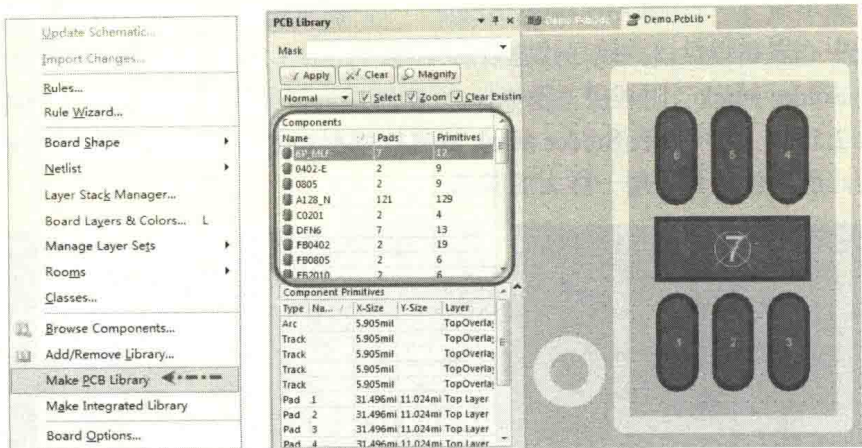 Update Schematic...
Import Changes...
Rules...
Rule Wizard...
Board Shape
Netlist
Layer Stack Manager...
Board Layers & Colors... L
Manage Layer Sets
Rooms
Classes...
Browse Components...
Add/Remove Library...
Make PCB Library
Make Integrated Library
Board Options...
PCB Library
Mask
Apply Clear Magnify
Normal Select Zoom Clear Existin
Components
Name Pads Primitives
6P_MLF 7 12
0402-E 2 9
0805 2 9
A128_N 121 129
C0201 2 4
DFN6 7 13
FB0402 2 19
FB0805 2 6
FB2010 2 6
Component Primitives
Type Na... X-Size Y-Size Layer
Arc 5.905mil TopOverla
Track 5.905mil TopOverla
Track 5.905mil TopOverla
Track 5.905mil TopOverla
Track 5.905mil TopOverla
Pad 1 31.496mi 11.024mi Top Layer
Pad 2 31.496mi 11.024mi Top Layer
Pad 3 31.496mi 11.024mi Top Layer
Pad 4 31.496mi 11.024mi Top Layer
Demo.PcbLib *
6 5 4
7
1 2 3